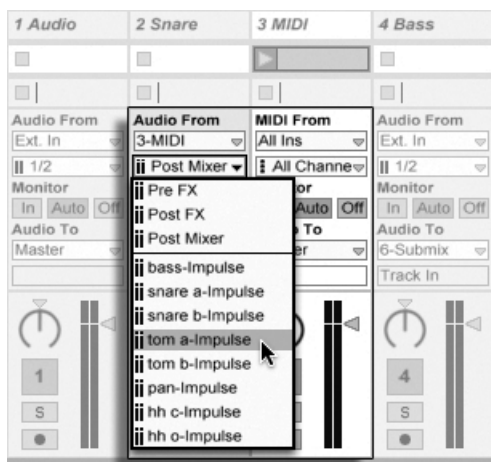 1 Audio
2 Snare
3 MIDI
4 Bass
Audio From
Ext. In
1/2
Monitor
In Auto Off
Audio To
Master
1
S
Audio From
3-MIDI
Post Mixer
Pre FX
Post FX
Post Mixer
bass-Impulse
snare a-Impulse
snare b-Impulse
tom a-Impulse
tom b-Impulse
pan-Impulse
hh c-Impulse
hh o-Impulse
MIDI From
All Ins
All Channe
or
Auto Off
To
er
Audio From
Ext. In
1/2
Monitor
In Auto Off
Audio To
6-Submix
Track In
4
S